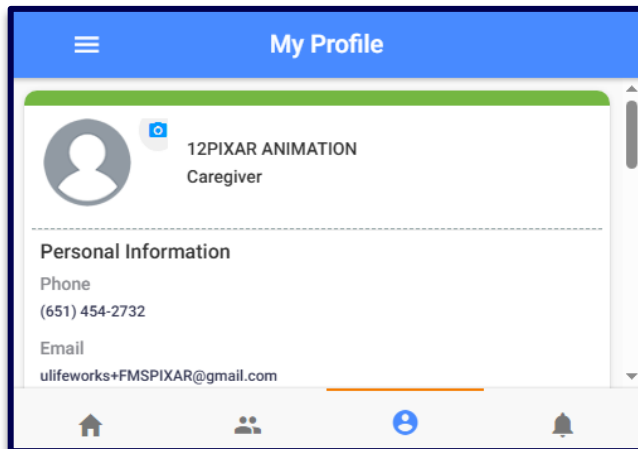 My Profile
12PIXAR ANIMATION
Caregiver
Personal Information
Phone
(651) 454-2732
Email
ulifeworks+FMSPIXAR@gmail.com